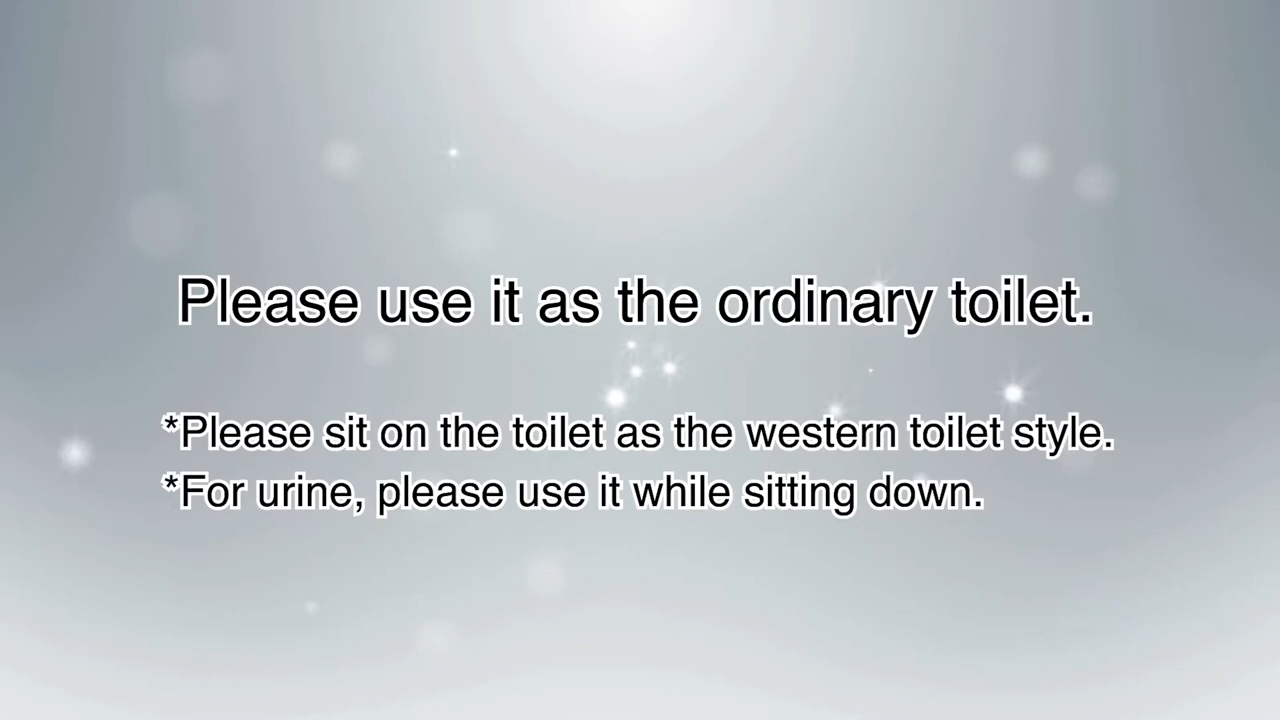 Please use it as the ordinary toilet.
*Please sit on the toilet as the western toilet style.
*For urine, please use it while sitting down.